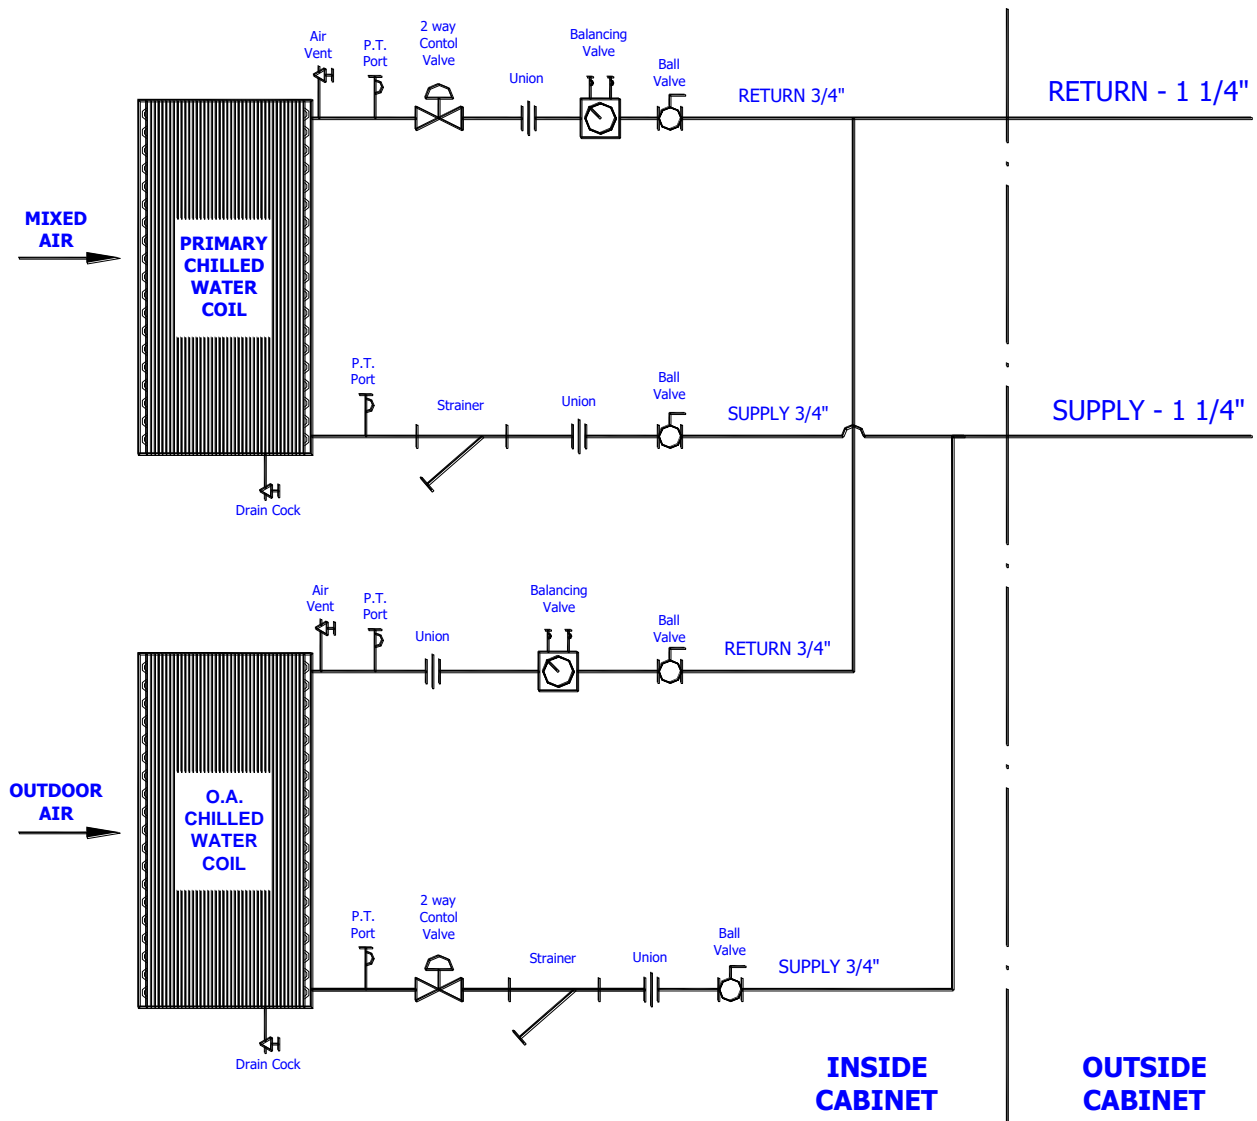 Air
Vent
P.T.
Port
2 way
Contol
Valve
Union
Balancing
Valve
Ball
Valve
RETURN 3/4"
RETURN - 1 1/4"
MIXED
AIR
PRIMARY
CHILLED
WATER
COIL
P.T.
Port
Strainer
Union
Ball
Valve
SUPPLY 3/4"
SUPPLY - 1 1/4"
Drain Cock
Air
Vent
P.T.
Port
Union
Balancing
Valve
Ball
Valve
RETURN 3/4"
OUTDOOR
AIR
O.A.
CHILLED
WATER
COIL
P.T.
Port
2 way
Contol
Valve
Strainer
Union
Ball
Valve
SUPPLY 3/4"
Drain Cock
INSIDE
CABINET
OUTSIDE
CABINET